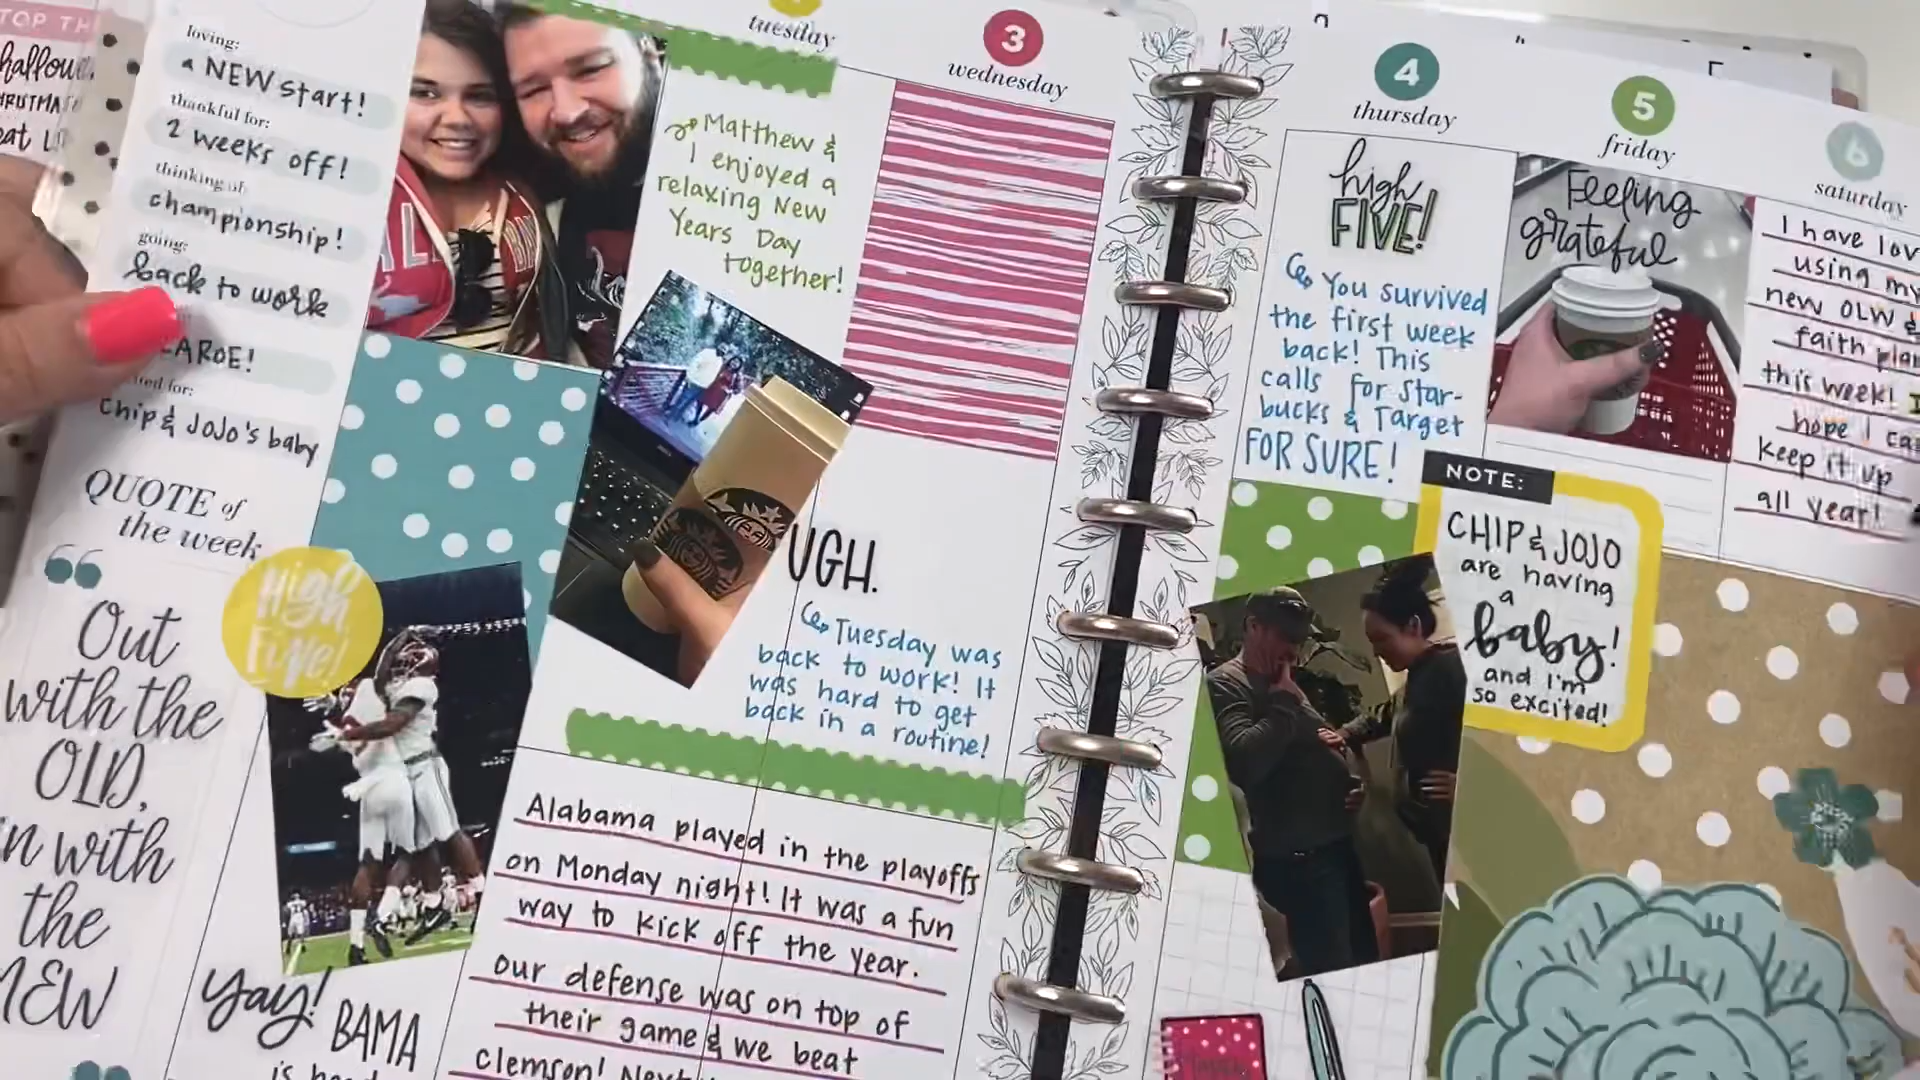 TOP TH
loving:
a NEW start!
thankful for:
2 weeks off!
thinking of:
championship!
going:
back to work
LAROE!
Chip & JoJo's baby
QUOTE of
the week
Out
with the
OLD,
in with
the
NEW
High
Five!
yay! BAMA
tuesday
Matthew &
I enjoyed a
relaxing New
Years Day
together!
UGH.
Tuesday was
back to work! It
was hard to get
back in a routine!
Alabama played in the playoffs
on Monday night! It was a fun
way to kick off the year.
our defense was on top of
their game & we beat
Clemson!
3
wednesday
4
thursday
high
FIVE!
You survived
the first week
back! This
calls for Star-
bucks & Target
FOR SURE!
5
friday
Feeling
grateful
NOTE:
CHIP & JOJO
are having
a
baby!
and I'm
so excited!
6
saturday
I have lov
using my
new OLW &
faith plan
this week! I
hope I ca
keep it up
all year!